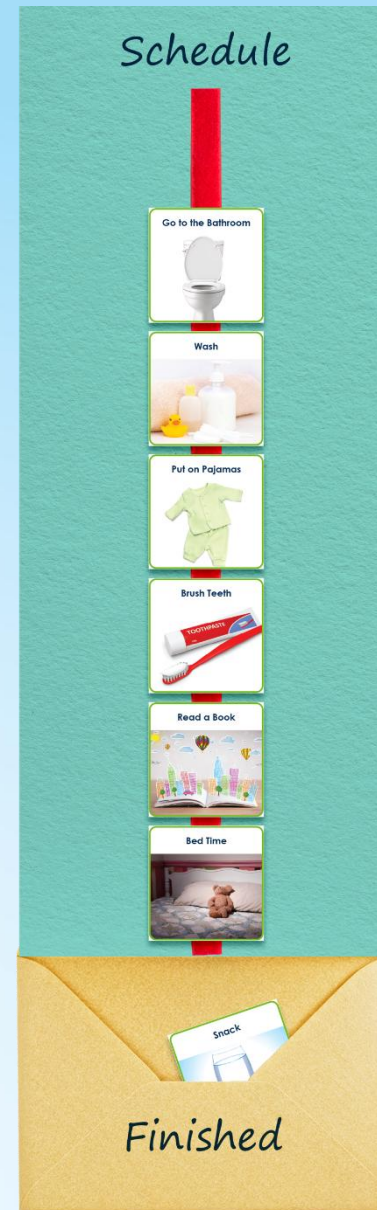 Schedule
Go to the Bathroom
Wash
Put on Pajamas
Brush Teeth
TOOTHPASTE
Read a Book
Bed Time
Snack
Finished